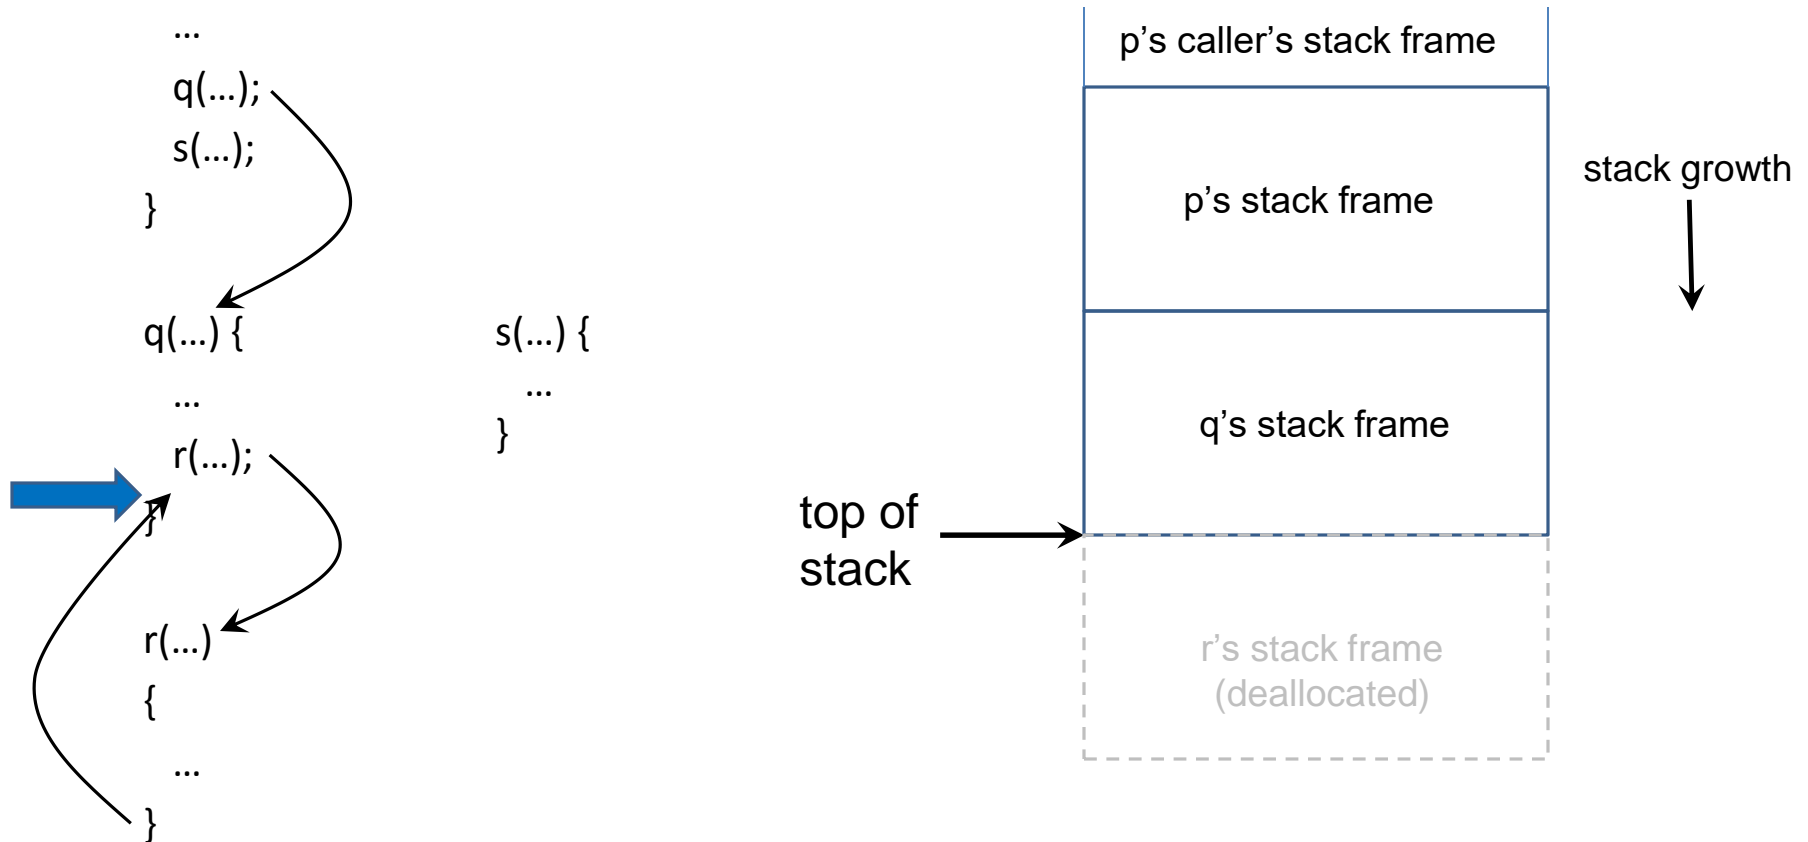 ...
q(...);
s(...);
}
q(...) {
...
r(...);
}
r(...)
{
...
}
s(...) {
...
}
p’s caller’s stack frame
p’s stack frame
q’s stack frame
r’s stack frame
(deallocated)
top of
stack
stack growth